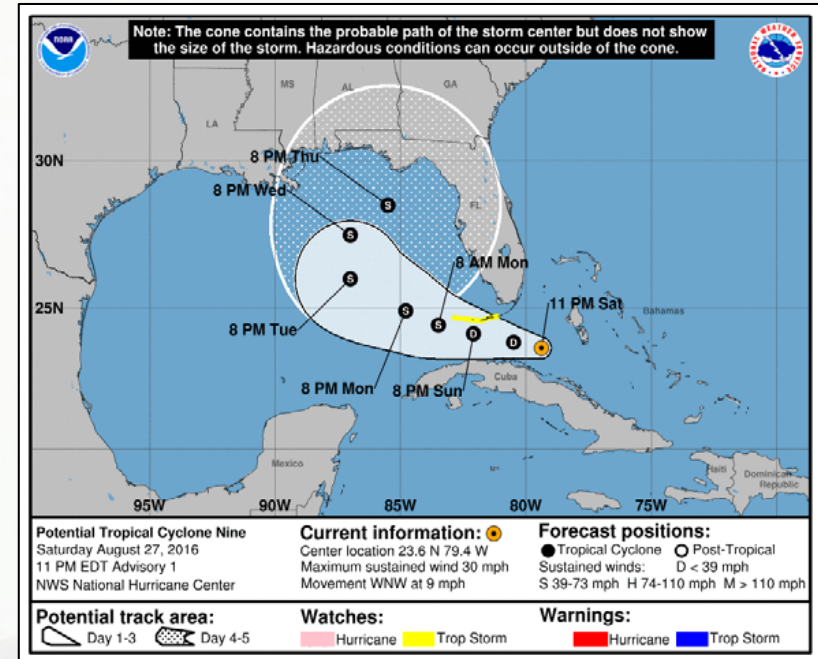 Note: The cone contains the probable path of the storm center but does not show
the size of the storm. Hazardous conditions can occur outside of the cone.
NOAA
NATIONAL WEATHER SERVICE
MS
AL
GA
LA
30N
8 PM Thu
8 PM Wed
FL
8 AM Mon
11 PM Sat
25N
Bahamas
8 PM Tue
8 PM Mon
8 PM Sun
Cuba
Mexico
Haiti
Dominican
Republic
95W
90W
85W
80W
75W
S
S
S
S
S
D
D
Potential Tropical Cyclone Nine
Saturday August 27, 2016
11 PM EDT Advisory 1
NWS National Hurricane Center
Current information:
Center location 23.6 N 79.4 W
Maximum sustained wind 30 mph
Movement WNW at 9 mph
Forecast positions:
Tropical Cyclone Post-Tropical
Sustained winds: D < 39 mph
S 39-73 mph H 74-110 mph M > 110 mph
Potential track area:
Day 1-3 Day 4-5
Watches:
Hurricane Trop Storm
Warnings:
Hurricane Trop Storm